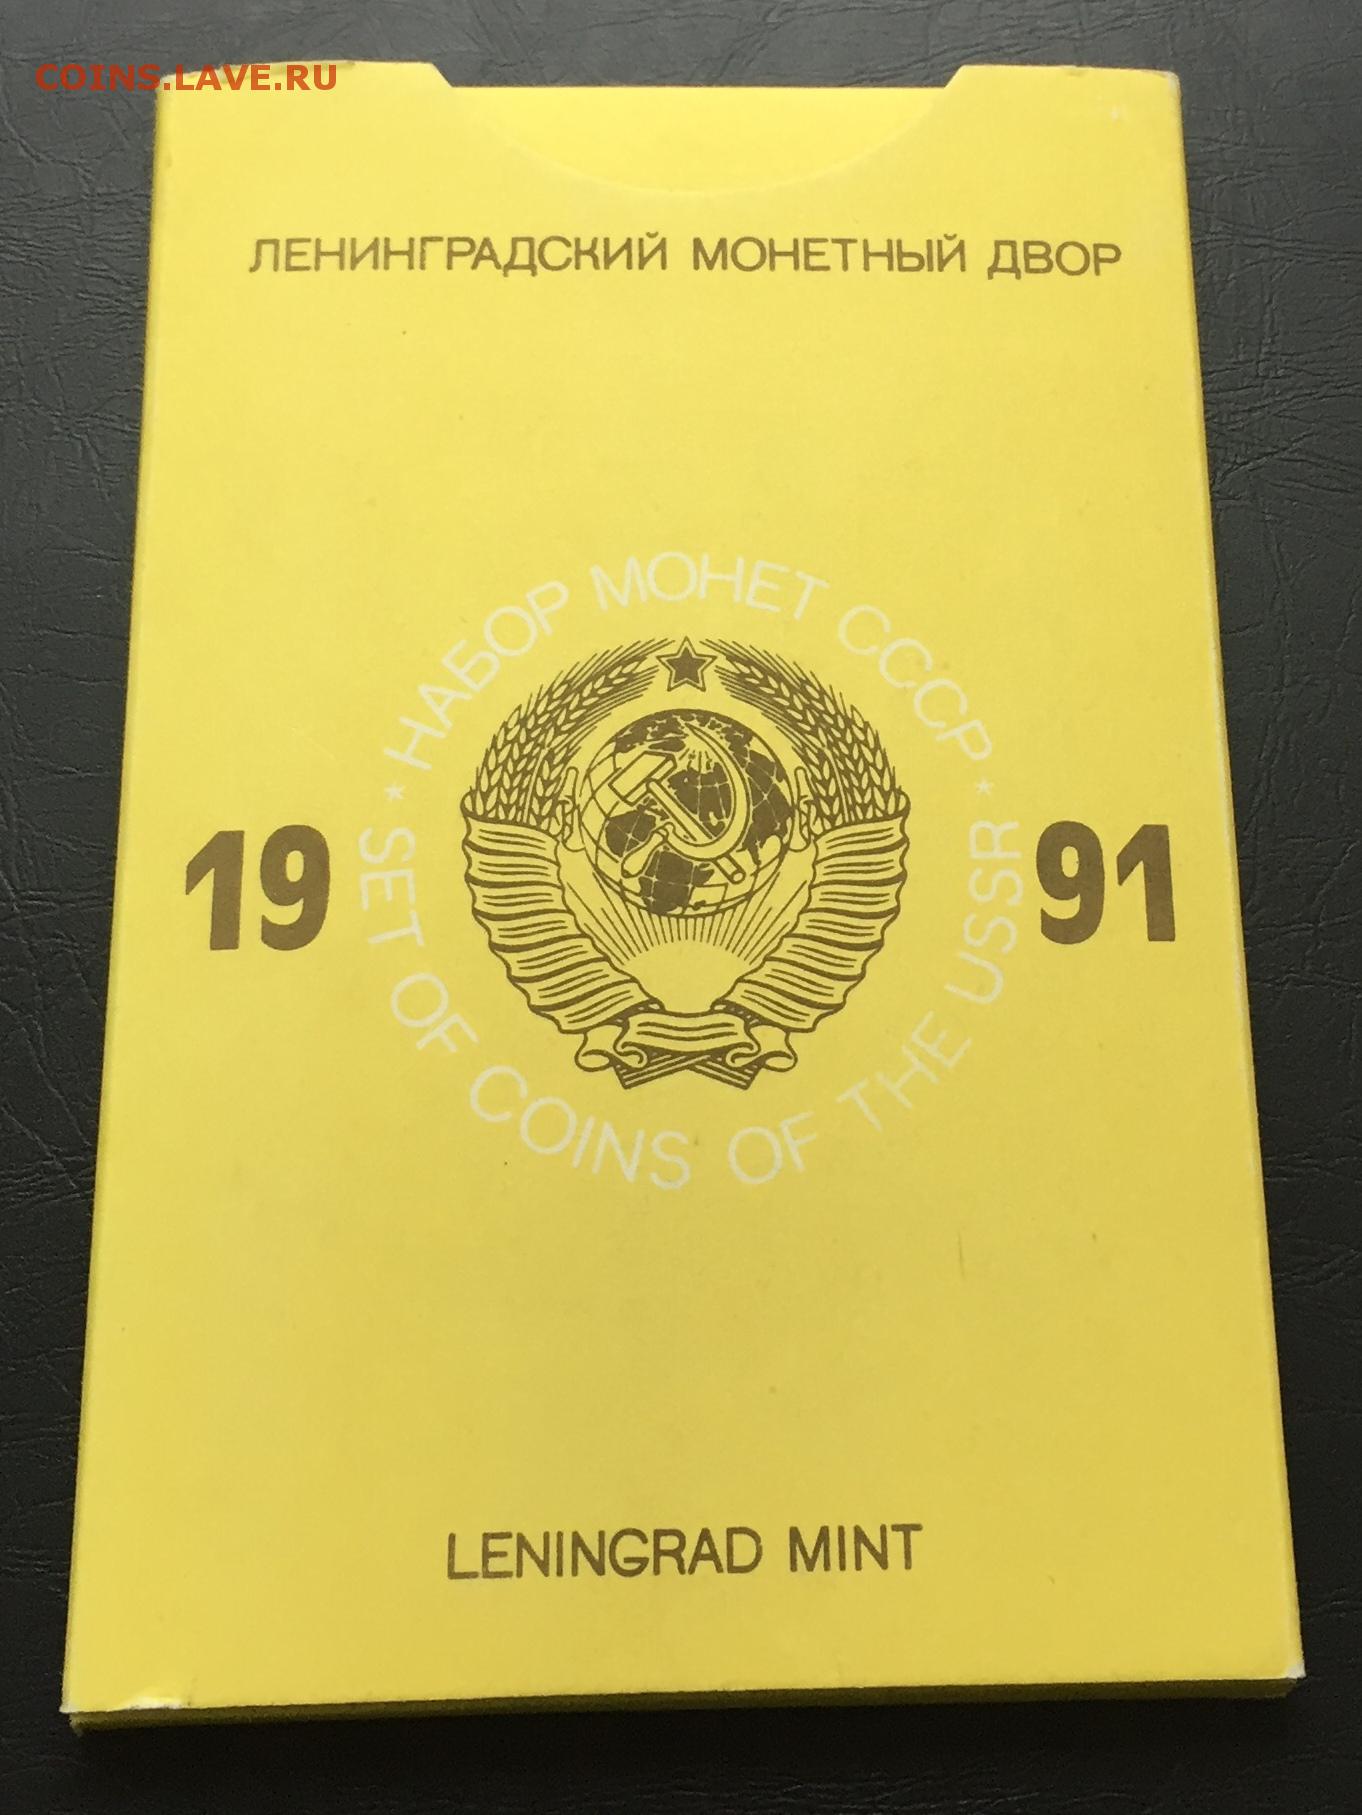 COINS.LAVE.RU
ЛЕНИНГРАДСКИЙ МОНЕТНЫЙ ДВОР
* НАБОР МОНЕТ СССР *
19 91
SET OF COINS OF THE USSR
LENINGRAD MINT